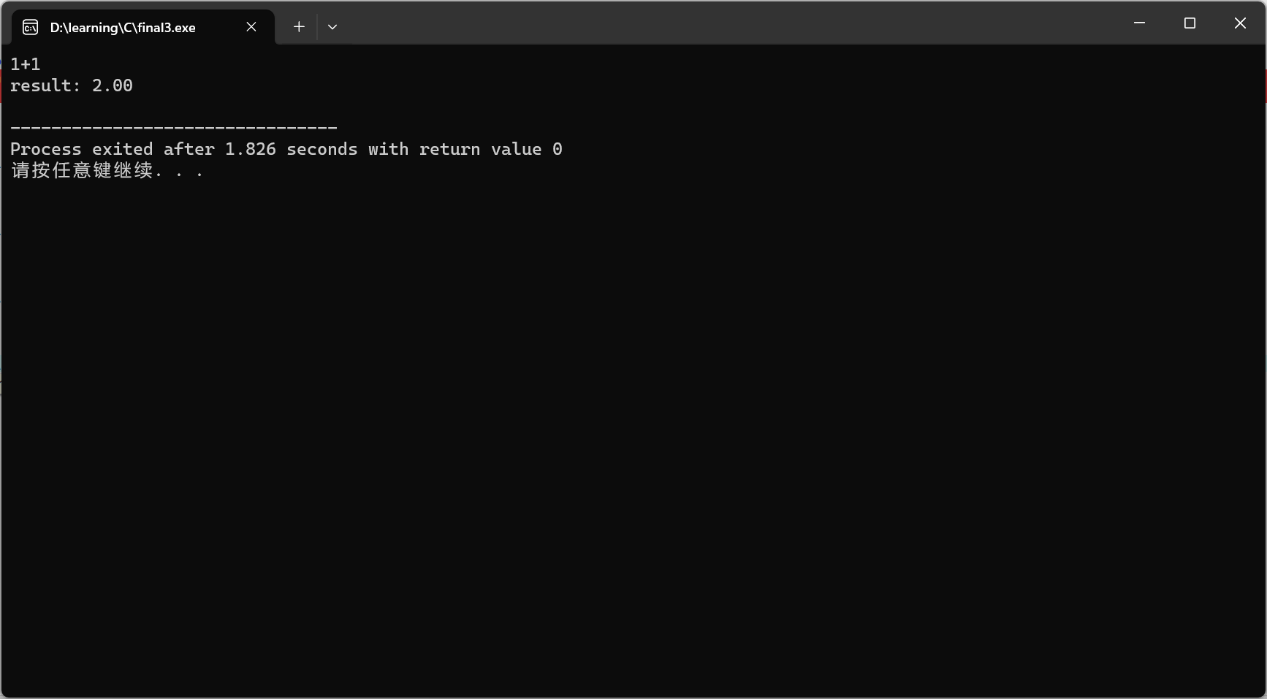 D:\learning\C\final3.exe
1+1
result: 2.00
--------------------------------
Process exited after 1.826 seconds with return value 0
请按任意键继续. . .